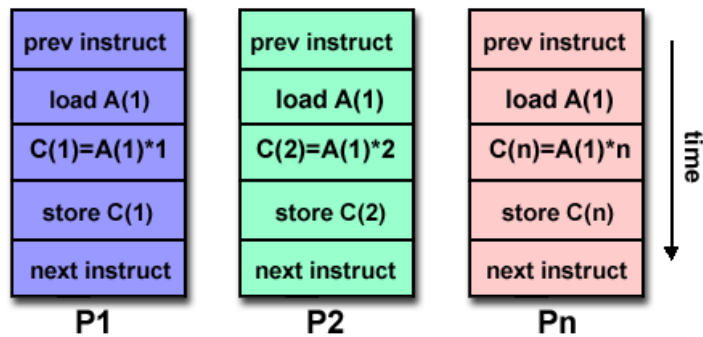 prev instruct
load A(1)
C(1)=A(1)*1
store C(1)
next instruct
P1
prev instruct
load A(1)
C(2)=A(1)*2
store C(2)
next instruct
P2
prev instruct
load A(1)
C(n)=A(1)*n
store C(n)
next instruct
Pn
time